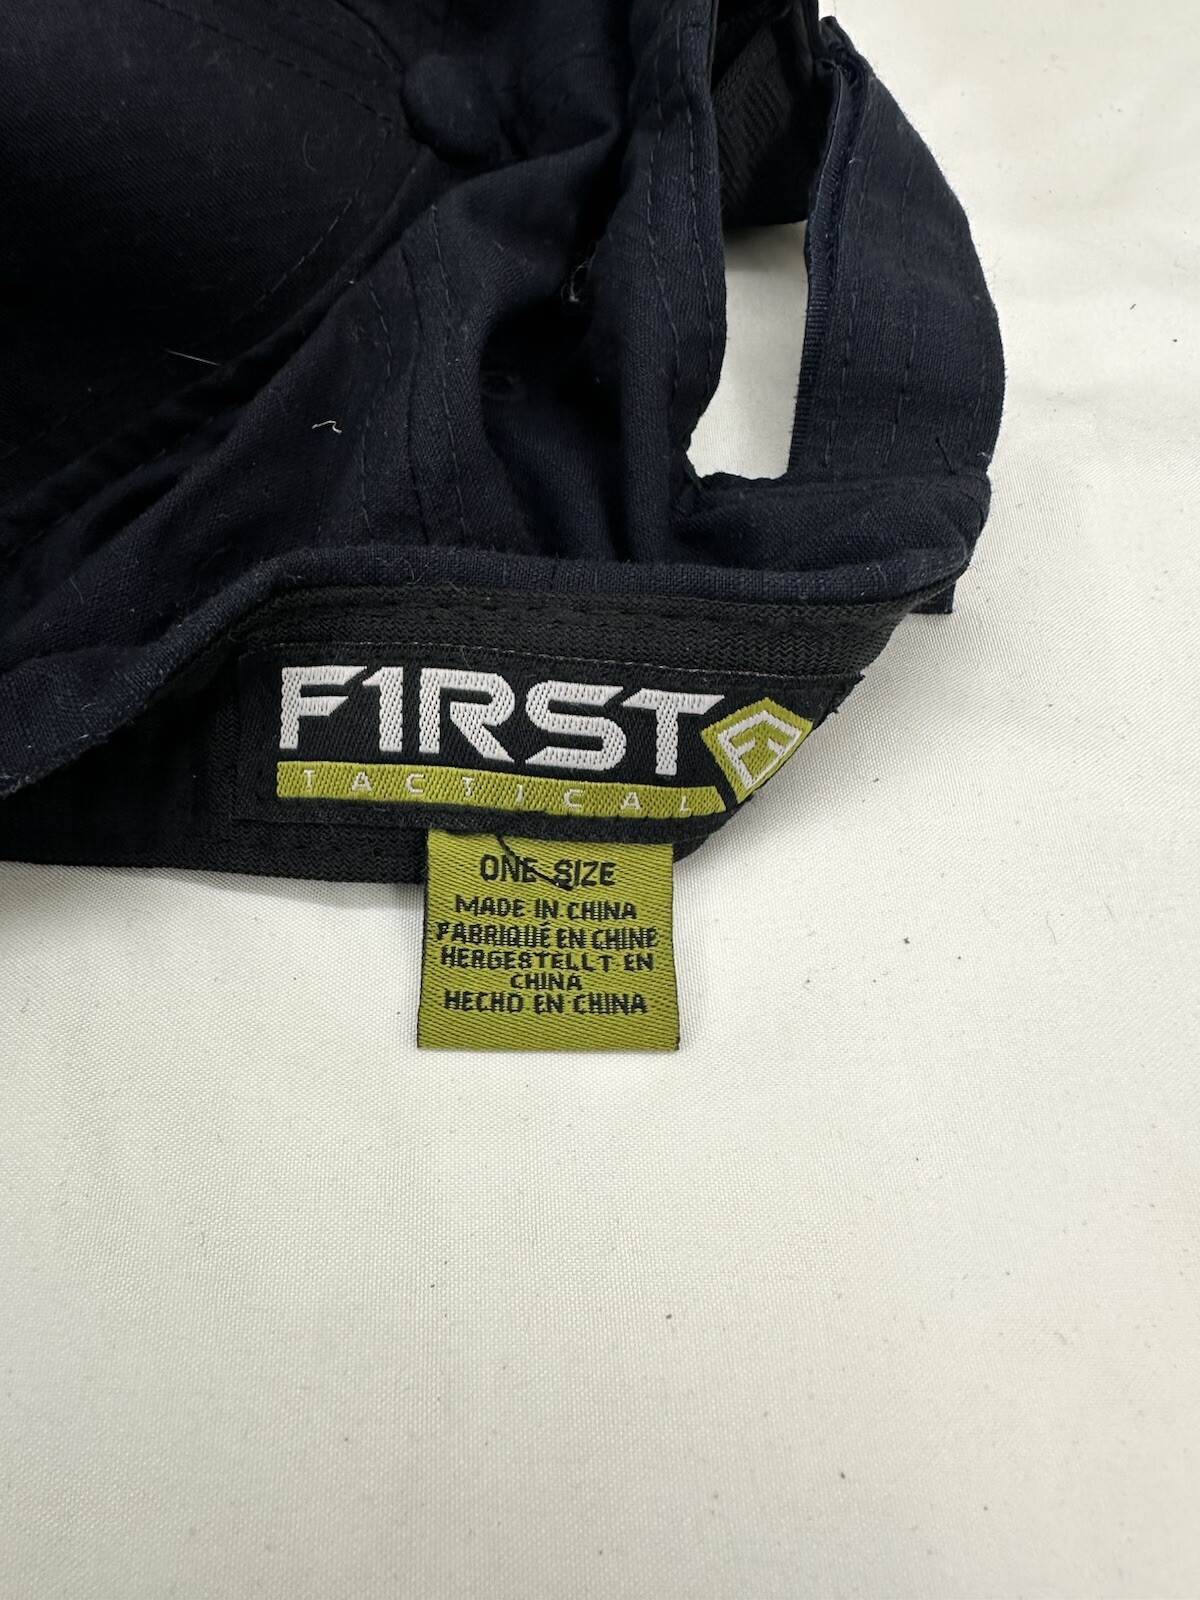 F1RST
TACTICAL
ONE SIZE
MADE IN CHINA
FABRIQUÉ EN CHINE
HERGESTELLT EN
CHINA
HECHO EN CHINA